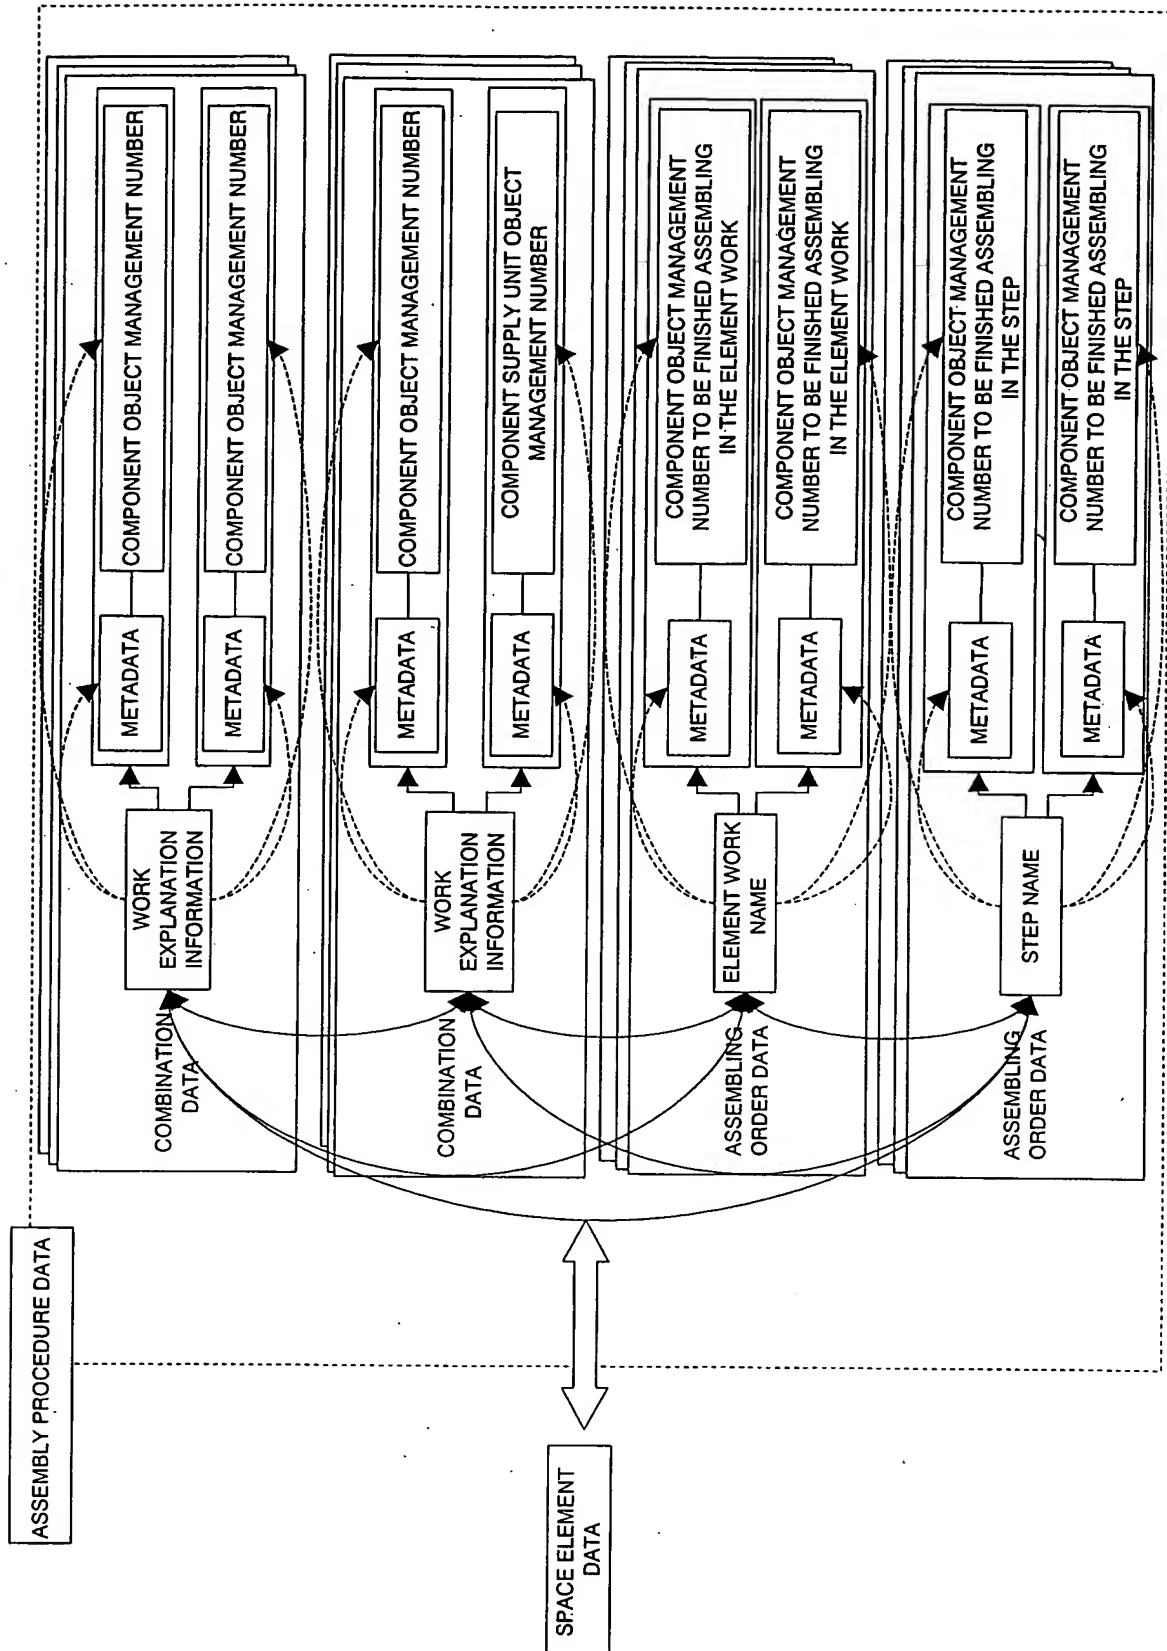 ASSEMBLY PROCEDURE DATA
SPACE ELEMENT
DATA
COMBINATION
DATA
WORK
EXPLANATION
INFORMATION
METADATA
COMPONENT OBJECT MANAGEMENT NUMBER
METADATA
COMPONENT OBJECT MANAGEMENT NUMBER
COMBINATION
DATA
WORK
EXPLANATION
INFORMATION
METADATA
COMPONENT OBJECT MANAGEMENT NUMBER
METADATA
COMPONENT SUPPLY UNIT OBJECT
MANAGEMENT NUMBER
ASSEMBLING
ORDER DATA
ELEMENT WORK
NAME
METADATA
COMPONENT OBJECT MANAGEMENT
NUMBER TO BE FINISHED ASSEMBLING
IN THE ELEMENT WORK
METADATA
COMPONENT OBJECT MANAGEMENT
NUMBER TO BE FINISHED ASSEMBLING
IN THE ELEMENT WORK
ASSEMBLING
ORDER DATA
STEP NAME
METADATA
COMPONENT OBJECT MANAGEMENT
NUMBER TO BE FINISHED ASSEMBLING
IN THE STEP
METADATA
COMPONENT OBJECT MANAGEMENT
NUMBER TO BE FINISHED ASSEMBLING
IN THE STEP